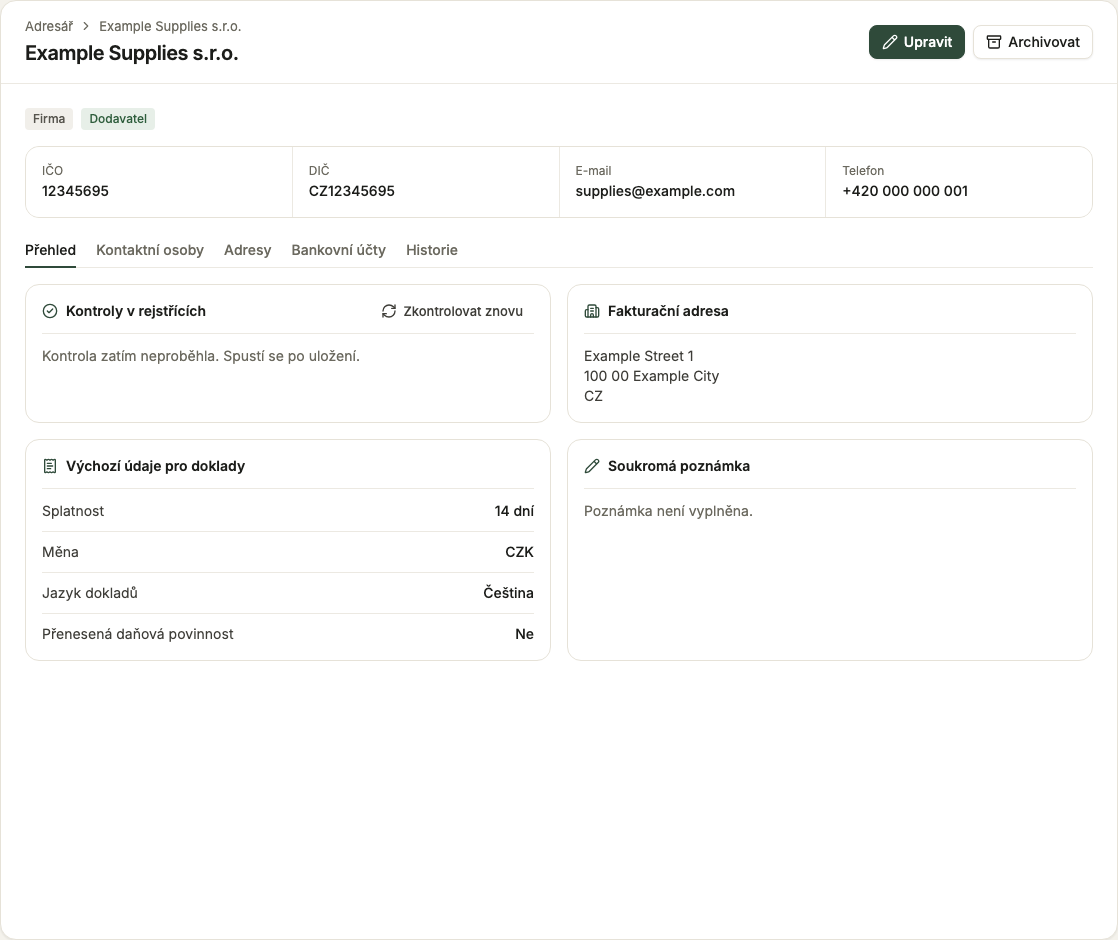 Adresář > Example Supplies s.r.o.
Example Supplies s.r.o.
Upravit
Archivovat
Firma
Dodavatel
IČO
12345695
DIČ
CZ12345695
E-mail
supplies@example.com
Telefon
+420 000 000 001
Přehled
Kontaktní osoby
Adresy
Bankovní účty
Historie
Kontroly v rejstřících
Zkontrolovat znovu
Kontrola zatím neproběhla. Spustí se po uložení.
Fakturační adresa
Example Street 1
100 00 Example City
CZ
Výchozí údaje pro doklady
Splatnost 14 dní
Měna CZK
Jazyk dokladů Čeština
Přenesená daňová povinnost Ne
Soukromá poznámka
Poznámka není vyplněna.